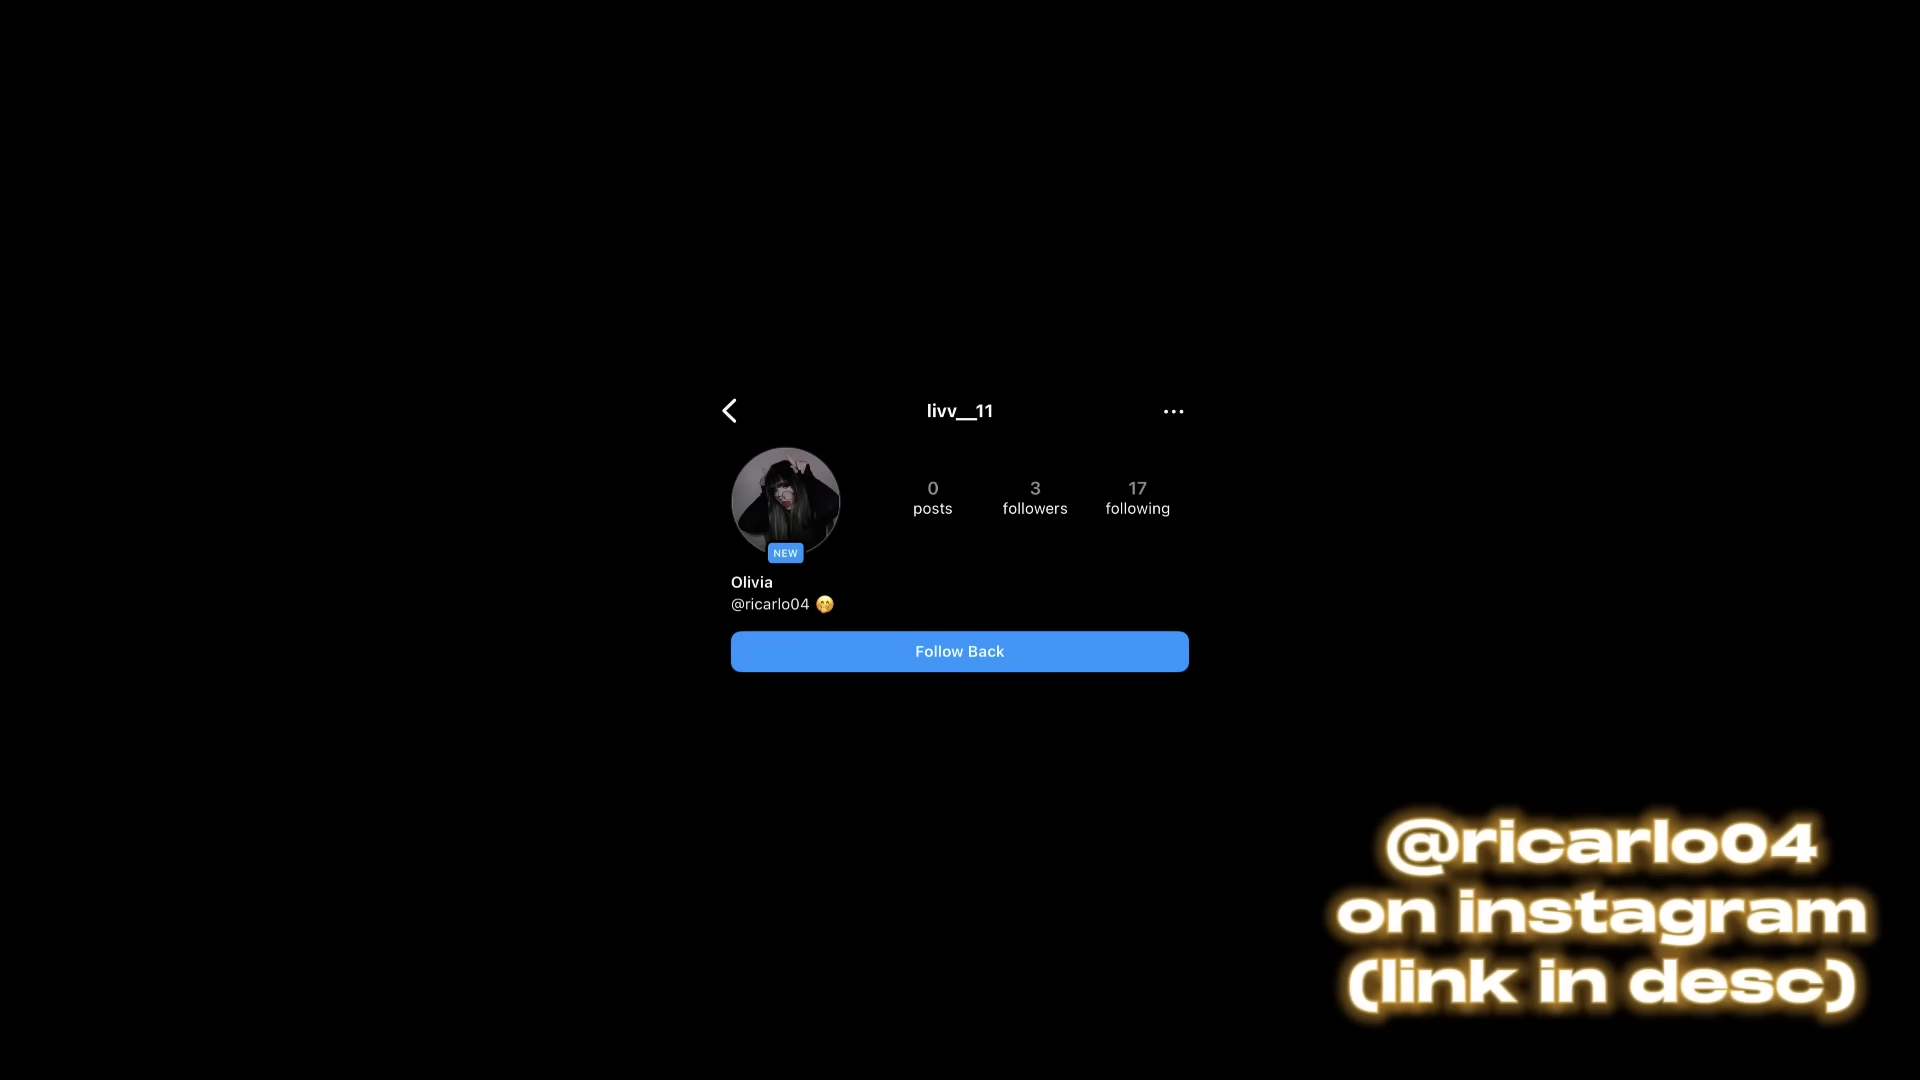 livv__11
0 3 17
posts followers following
NEW
Olivia
@ricarlo04 🤭
Follow Back
@ricarlo04
on instagram
(link in desc)